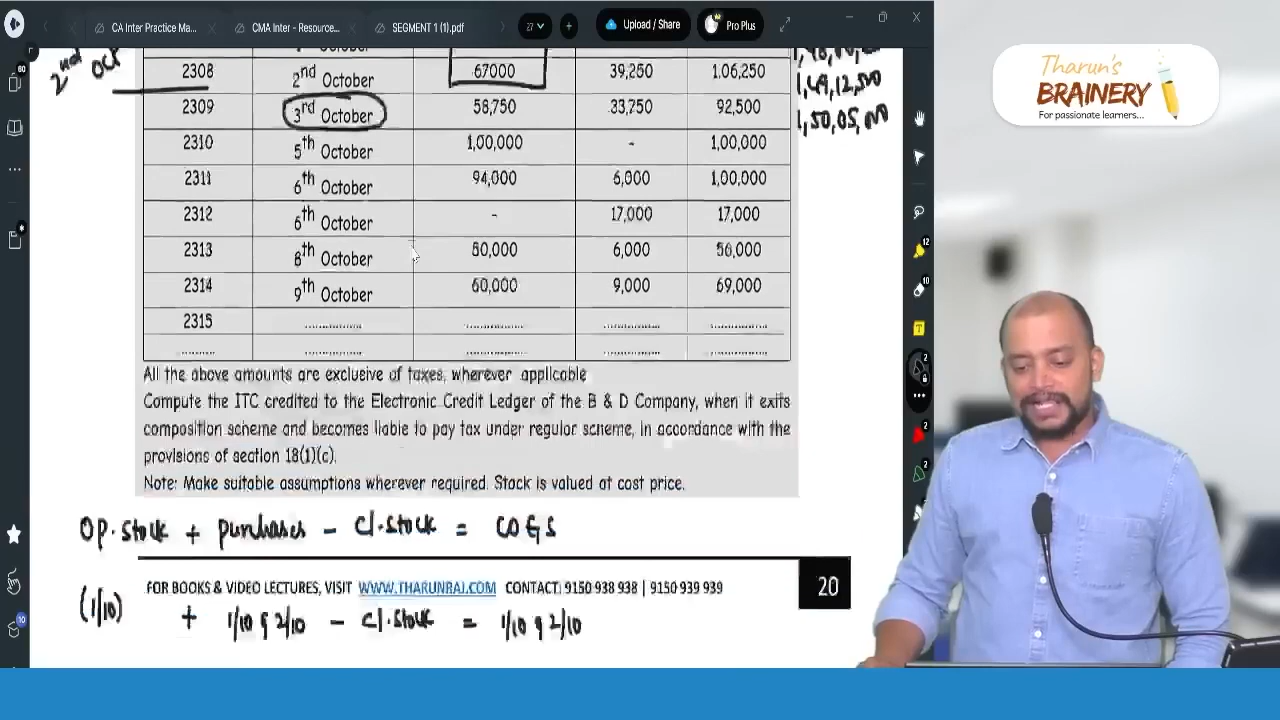 CA Inter Practice Ma...
CMA Inter - Resource...
SEGMENT 1 (1).pdf
27
Upload / Share
Pro Plus
2nd Oct
2308 2nd October 67000 39,250 1,06,250
1,49,12,500
2309 3rd October 58,750 33,750 92,500
1,50,05,000
2310 5th October 1,00,000 - 1,00,000
2311 6th October 94,000 6,000 1,00,000
2312 6th October - 17,000 17,000
2313 8th October 50,000 6,000 56,000
2314 9th October 60,000 9,000 69,000
2315 .................. .................. .................. ..................
All the above amounts are exclusive of taxes, wherever applicable
Compute the ITC credited to the Electronic Credit Ledger of the B & D Company, when it exits
composition scheme and becomes liable to pay tax under regular scheme, in accordance with the
provisions of section 18(1)(c).
Note: Make suitable assumptions wherever required. Stock is valued at cost price.
Op. Stock + purchases - Cl. Stock = COGS
FOR BOOKS & VIDEO LECTURES, VISIT WWW.THARUNRAJ.COM CONTACT: 9150 938 938 | 9150 939 939
20
(1/10) + 1/10 & 2/10 - Cl. Stock = 1/10 & 2/10
Tharun's
BRAINERY
For passionate learners...